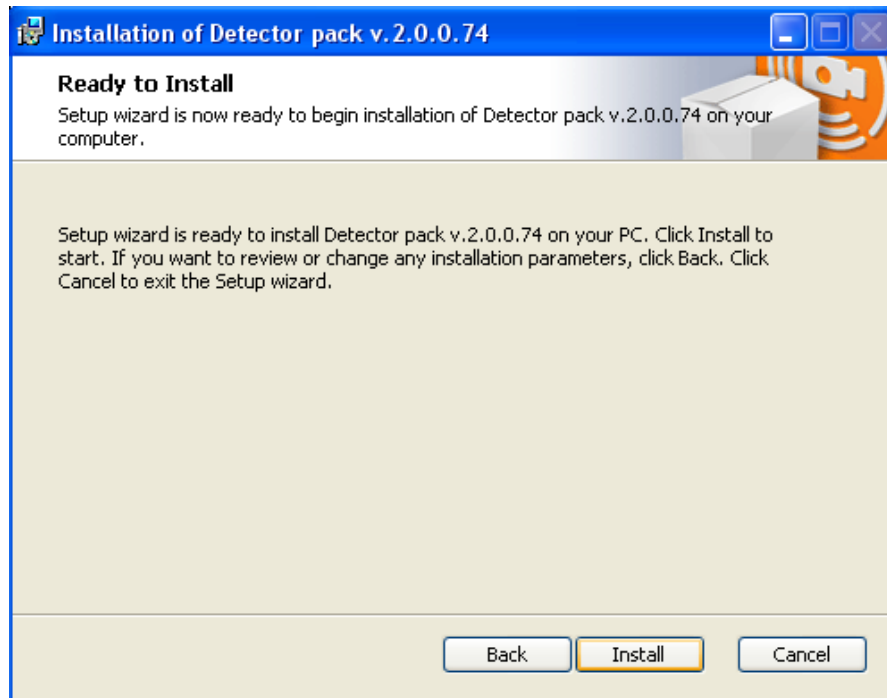 Installation of Detector pack v.2.0.0.74
Ready to Install
Setup wizard is now ready to begin installation of Detector pack v.2.0.0.74 on your
computer.
Setup wizard is ready to install Detector pack v.2.0.0.74 on your PC. Click Install to
start. If you want to review or change any installation parameters, click Back. Click
Cancel to exit the Setup wizard.
Back Install Cancel